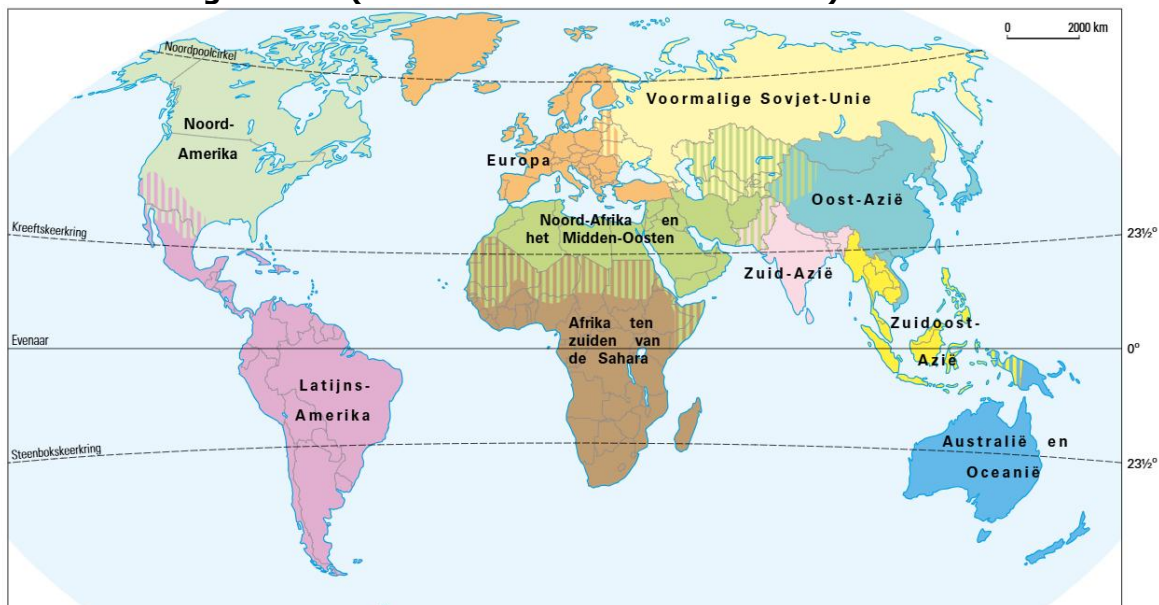 0 2000 km
Noordpoolcirkel
Voormalige Sovjet-Unie
Noord-
Amerika
Europa
Oost-Azië
Noord-Afrika en
het Midden-Oosten
Kreeftskeerkring
23½°
Zuid-Azië
Afrika ten
zuiden van
de Sahara
Zuidoost-
Azië
Evenaar
0°
Latijns-
Amerika
Australië en
Oceanië
Steenbokskeerkring
23½°